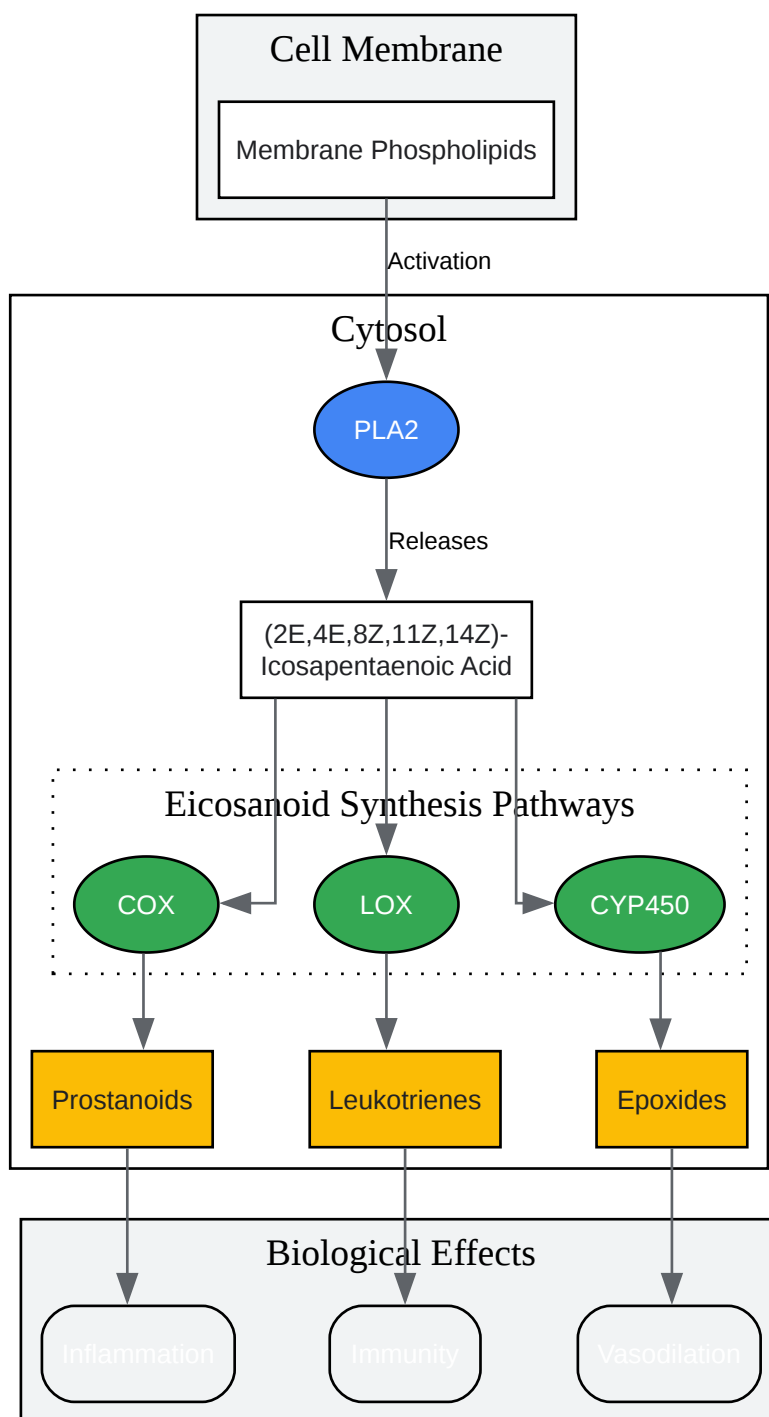 Cell Membrane
Membrane Phospholipids
Activation
Cytosol
PLA2
Releases
(2E,4E,8Z,11Z,14Z)-
Icosapentaenoic Acid
Eicosanoid Synthesis Pathways
COX
LOX
CYP450
Prostanoids
Leukotrienes
Epoxides
Biological Effects
Inflammation
Immunity
Vasodilation